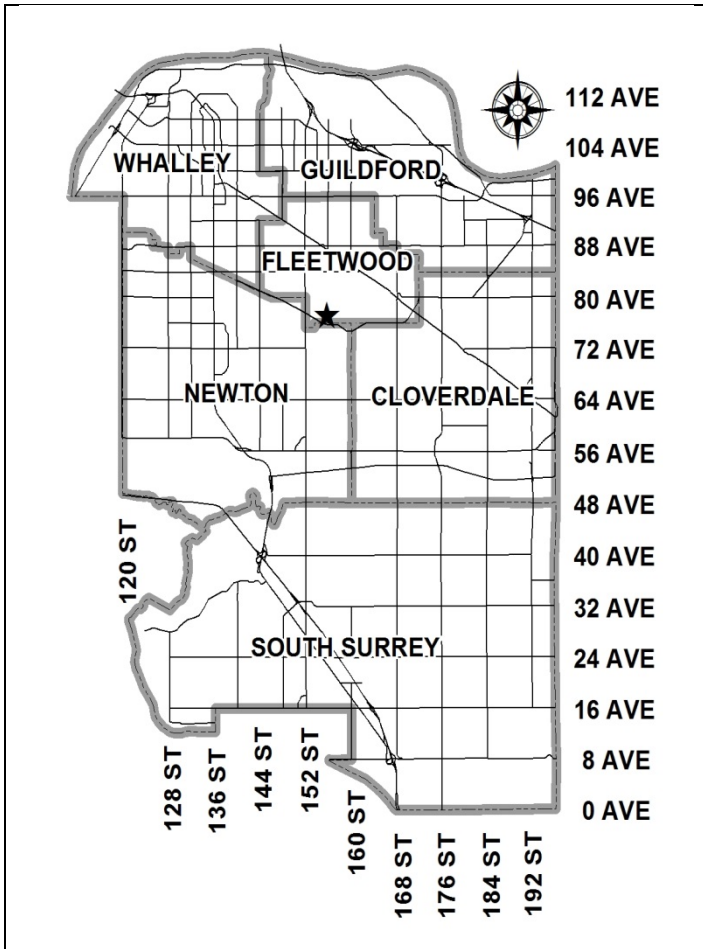 112 AVE
104 AVE
WHALLEY
GUILDFORD
96 AVE
88 AVE
FLEETWOOD
80 AVE
72 AVE
NEWTON
CLOVERDALE
64 AVE
56 AVE
48 AVE
120 ST
40 AVE
32 AVE
SOUTH SURREY
24 AVE
16 AVE
8 AVE
0 AVE
128 ST
136 ST
144 ST
152 ST
160 ST
168 ST
176 ST
184 ST
192 ST